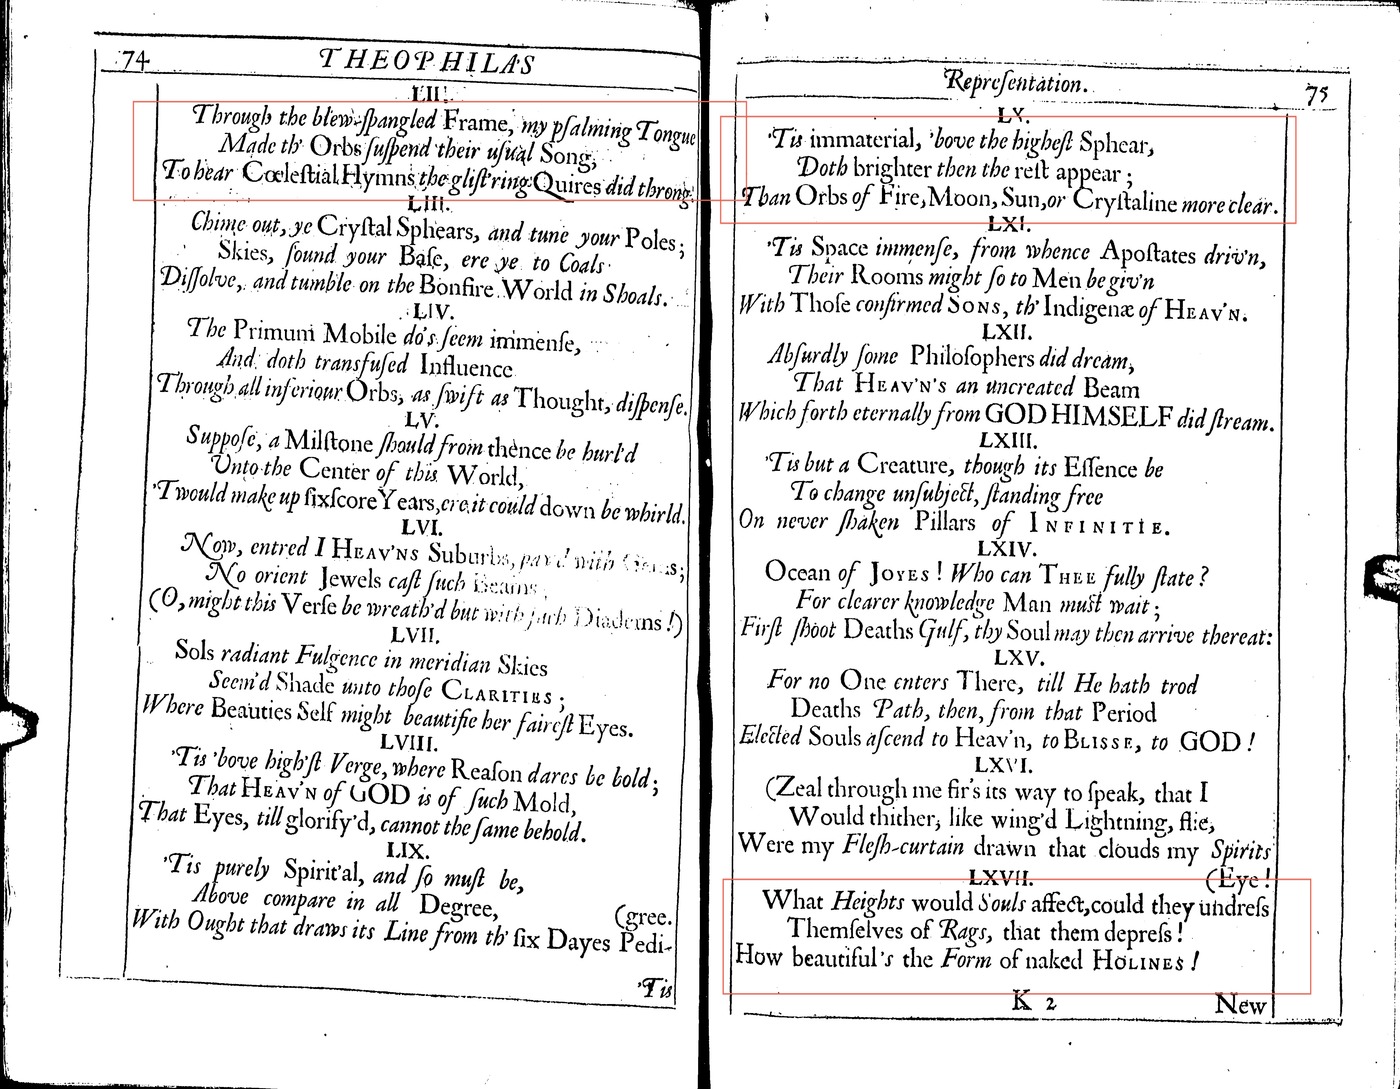 74 THEOPHILA'S
LII.
Through the blew-ſpangled Frame, my pſalming Tongue
Made th' Orbs ſuſpend their uſual Song,
To hear Cœleſtial Hymns the gliſt'ring Quires did throng.
LIII.
Chime out, ye Cryſtal Sphears, and tune your Poles;
Skies, ſound your Baſe, ere ye to Coals
Diſſolve, and tumble on the Bonfire World in Shoals.
LIV.
The Primum Mobile do's ſeem immenſe,
And doth transfuſed Influence
Through all inferiour Orbs, as ſwift as Thought, diſpenſe.
LV.
Suppoſe, a Milſtone ſhould from thence be hurl'd
Unto the Center of this World,
'Twould make up ſixſcore Years, ere it could down be whirld.
LVI.
Now, entred I HEAV'NS Suburbs, pav'd with Gems;
No orient Jewels caſt ſuch Beams,
(O, might this Verſe be wreath'd but with ſuch Diadems!)
LVII.
Sols radiant Fulgence in meridian Skies
Seem'd Shade unto thoſe CLARITIES;
Where Beauties Self might beautifie her faireſt Eyes.
LVIII.
'Tis 'bove high'ſt Verge, where Reaſon dares be bold;
That HEAV'N of GOD is of ſuch Mold,
That Eyes, till glorify'd, cannot the ſame behold.
LIX.
'Tis purely Spirit'al, and ſo muſt be,
Above compare in all Degree, (gree.
With Ought that draws its Line from th' ſix Dayes Pedi-
'Tis
Repreſentation. 75
LX.
'Tis immaterial, 'bove the higheſt Sphear,
Doth brighter then the reſt appear;
Than Orbs of Fire, Moon, Sun, or Cryſtaline more clear.
LXI.
'Tis Space immenſe, from whence Apoſtates driv'n,
Their Rooms might ſo to Men be giv'n
With Thoſe confirmed SONS, th' Indigenæ of HEAV'N.
LXII.
Abſurdly ſome Philoſophers did dream,
That HEAV'N'S an uncreated Beam
Which forth eternally from GOD HIMSELF did ſtream.
LXIII.
'Tis but a Creature, though its Eſſence be
To change unſubject, ſtanding free
On never ſhaken Pillars of INFINITIE.
LXIV.
Ocean of JOYES! Who can THEE fully ſtate?
For clearer knowledge Man muſt wait;
Firſt ſhoot Deaths Gulf, thy Soul may then arrive thereat:
LXV.
For no One enters There, till He hath trod
Deaths Path, then, from that Period
Elected Souls aſcend to Heav'n, to BLISSE, to GOD!
LXVI.
(Zeal through me fir's its way to ſpeak, that I
Would thither, like wing'd Lightning, flie,
Were my Fleſh-curtain drawn that clouds my Spirits
LXVII. (Eye!
What Heights would Souls affect, could they undreſs
Themſelves of Rags, that them depreſs!
How beautiful's the Form of naked HOLINES!
K 2 New